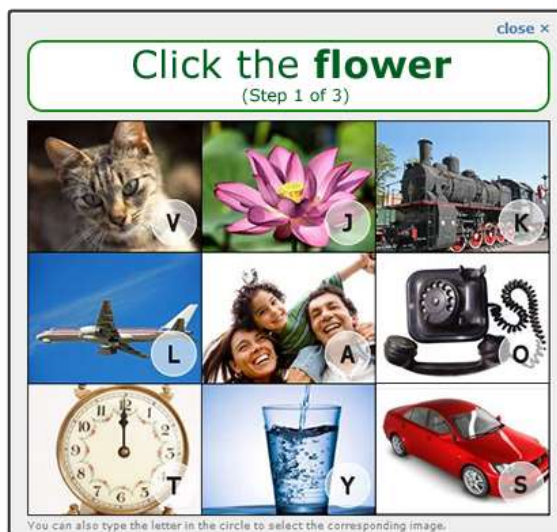 close ×
Click the flower
(Step 1 of 3)
V
J
K
L
A
O
T
Y
S
You can also type the letter in the circle to select the corresponding image.